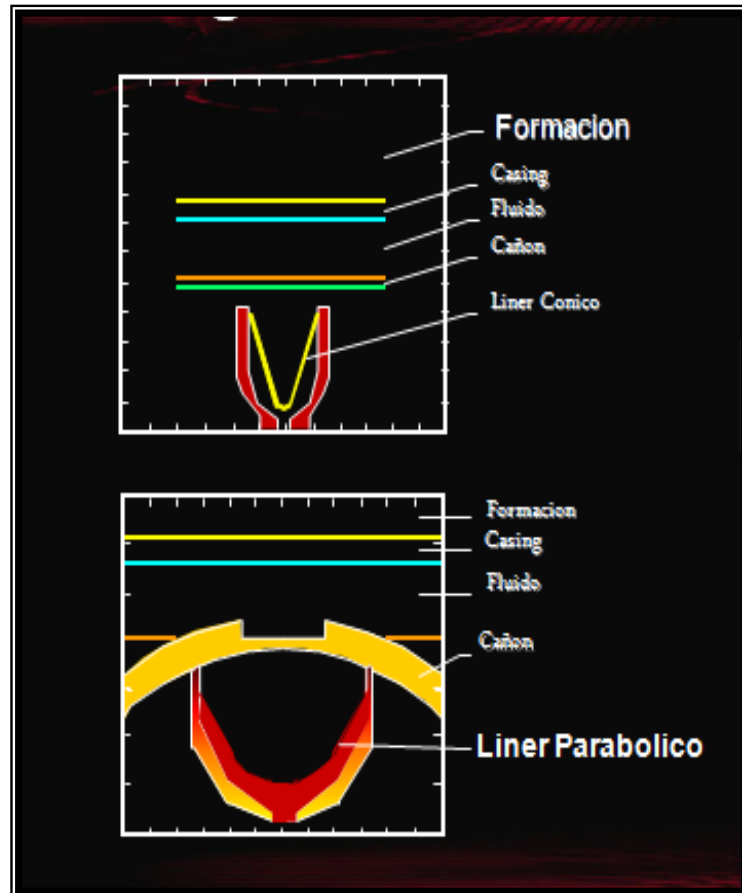 Formacion
Casing
Fluido
Cañon
Liner Conico
Formacion
Casing
Fluido
Cañon
Liner Parabolico